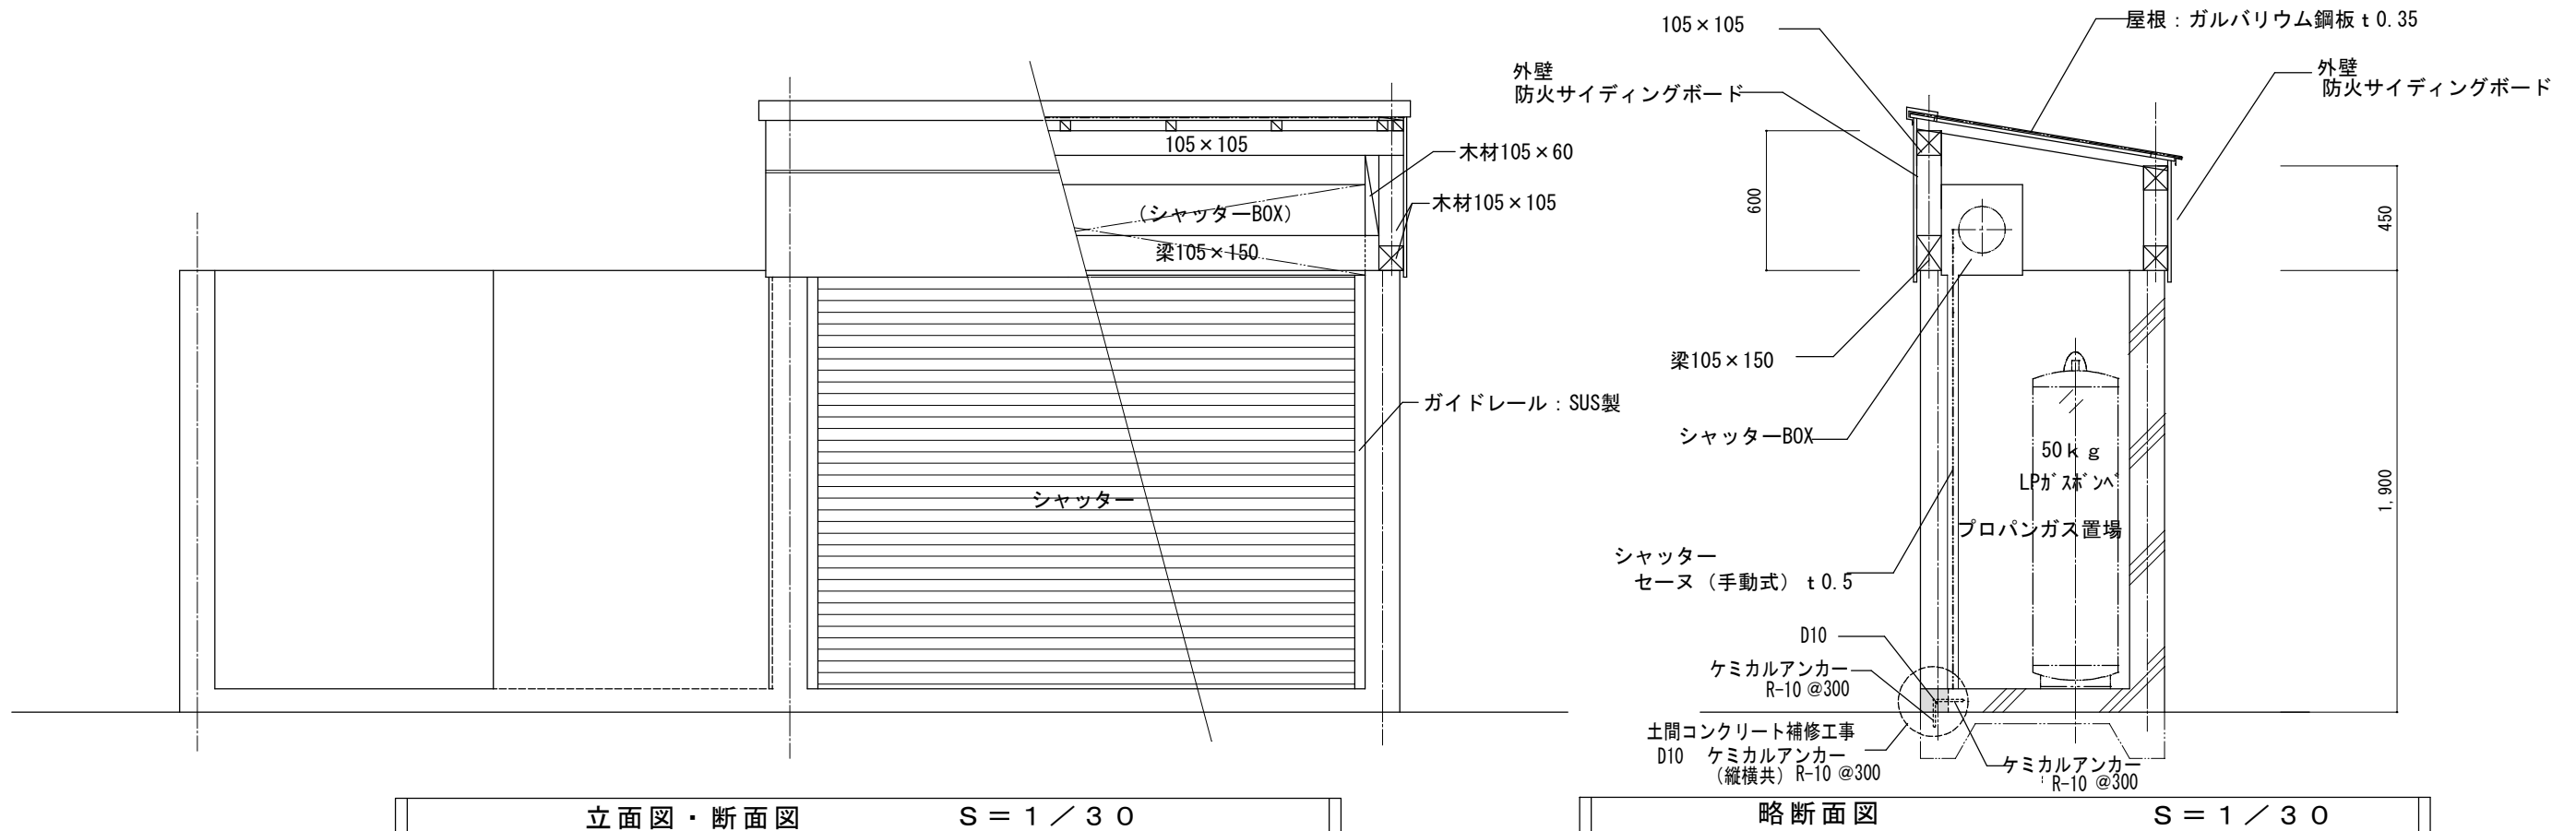 105×105
木材105×60
(シャッターBOX)
木材105×105
梁105×150
ガイドレール：SUS製
シャッター
立面図・断面図 S＝1／30
105×105
屋根：ガルバリウム鋼板ｔ0.35
外壁
防火サイディングボード
外壁
防火サイディングボード
600
450
梁105×150
シャッターBOX
50ｋｇ
LPｶﾞｽﾎﾞﾝﾍﾞ
1,900
プロパンガス置場
シャッター
セーヌ（手動式）ｔ0.5
D10
ケミカルアンカー
R-10 @300
土間コンクリート補修工事
D10 ケミカルアンカー
（縦横共）R-10 @300
ケミカルアンカー
R-10 @300
略断面図 S＝1／30